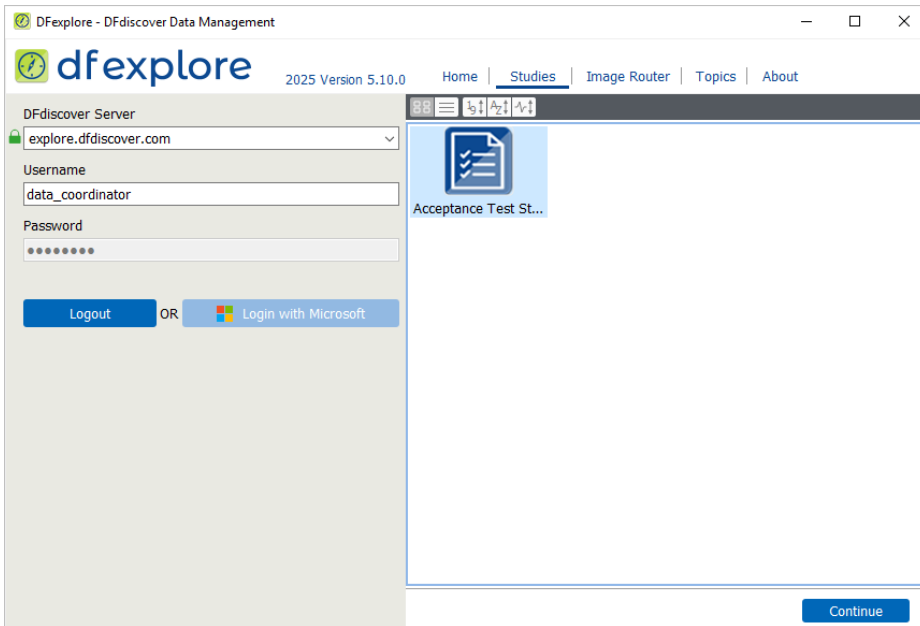 DFexplore - DFdiscover Data Management
dfexplore
2025 Version 5.10.0
Home
Studies
Image Router
Topics
About
DFdiscover Server
explore.dfdiscover.com
Username
data_coordinator
Password
●●●●●●●●
Logout
OR
Login with Microsoft
Acceptance Test St...
Continue